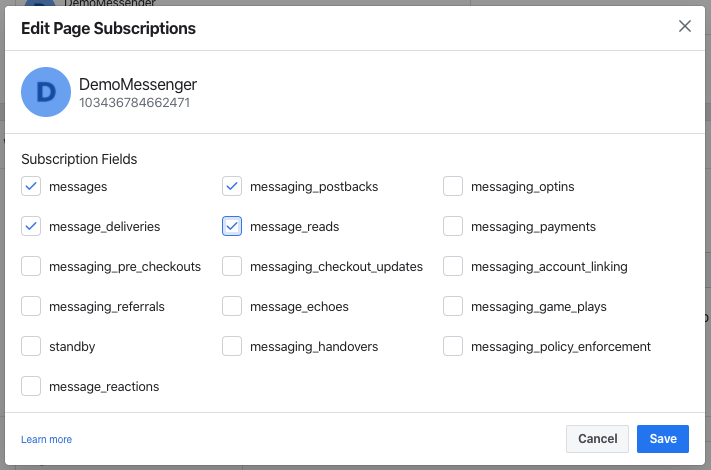 DemoMessenger
Edit Page Subscriptions
D
DemoMessenger
103436784662471
Subscription Fields
messages
messaging_postbacks
messaging_optins
message_deliveries
message_reads
messaging_payments
messaging_pre_checkouts
messaging_checkout_updates
messaging_account_linking
messaging_referrals
message_echoes
messaging_game_plays
standby
messaging_handovers
messaging_policy_enforcement
message_reactions
Learn more
Cancel
Save